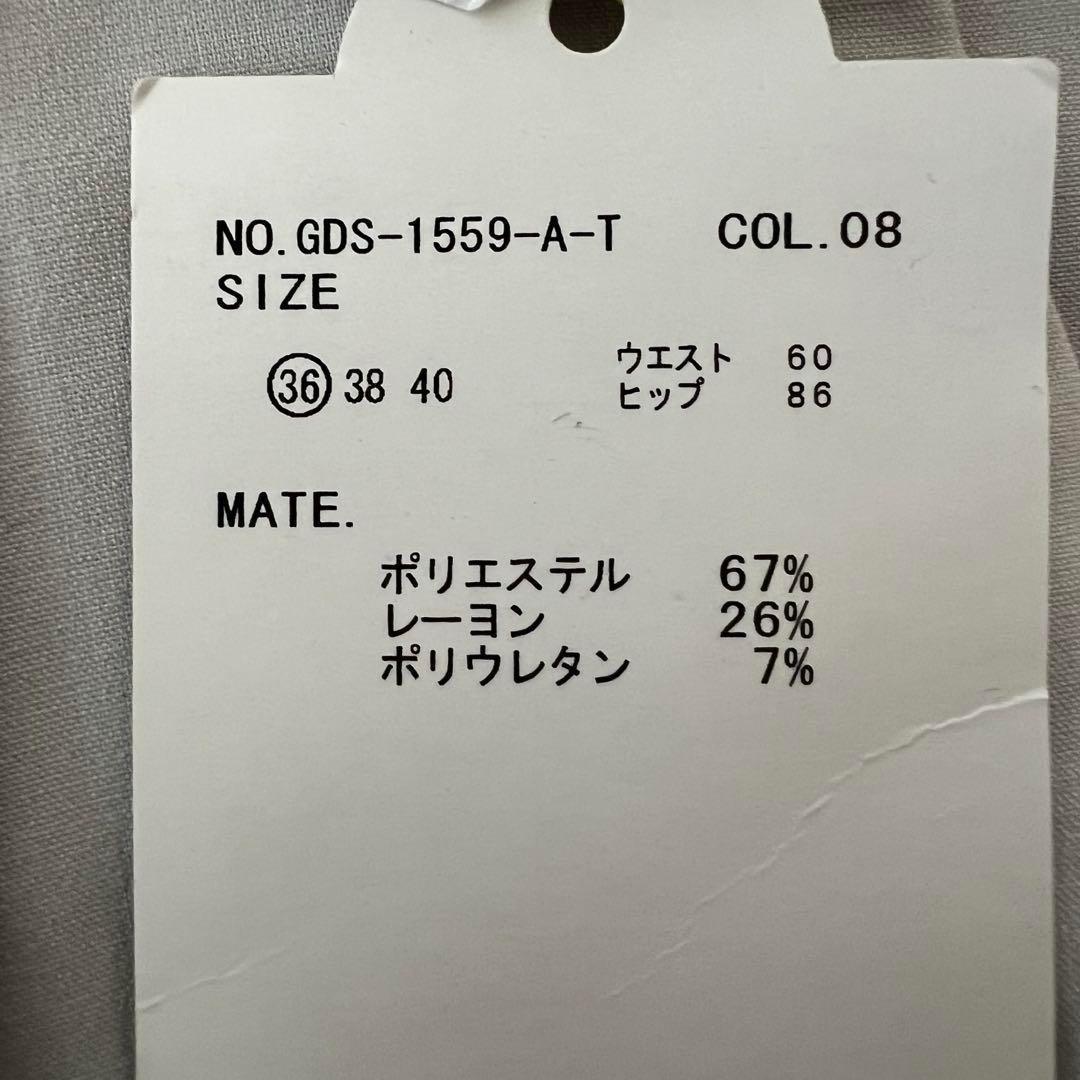 NO.GDS-1559-A-T COL.08
SIZE
36 38 40 ウエスト 60
ヒップ 86
MATE.
ポリエステル 67%
レーヨン 26%
ポリウレタン 7%